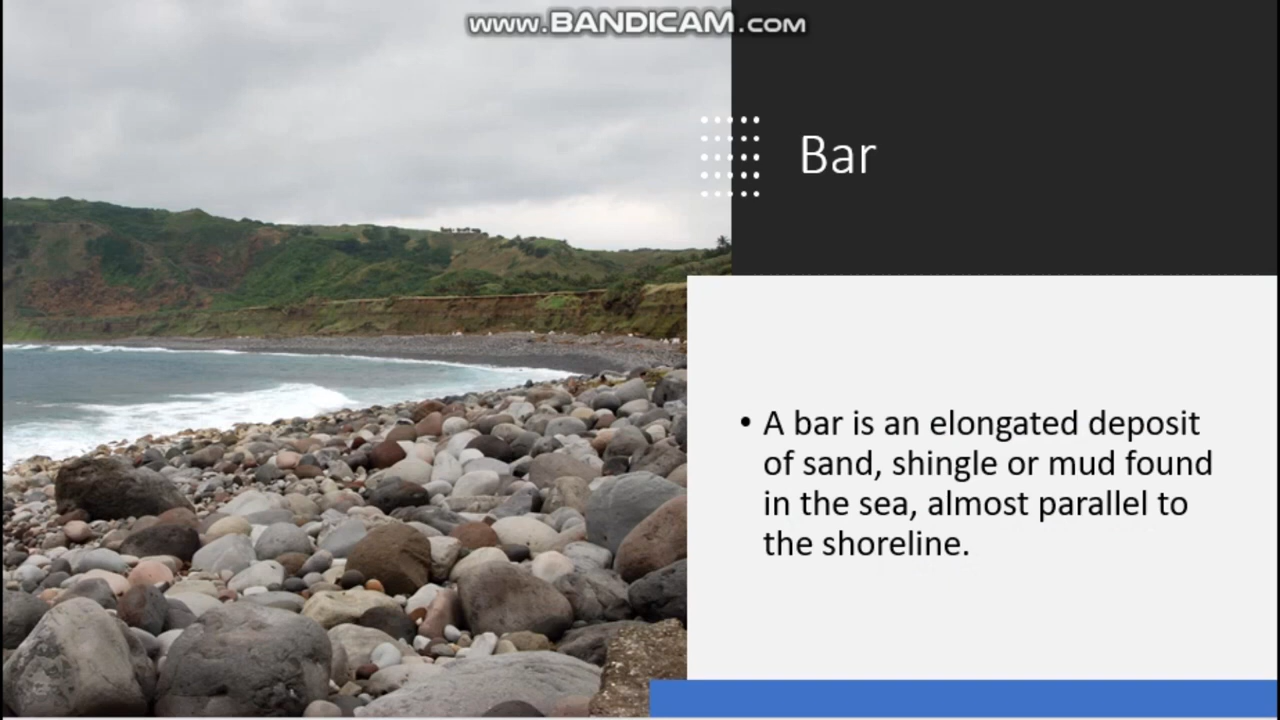 www.BANDICAM.COM
Bar
• A bar is an elongated deposit
of sand, shingle or mud found
in the sea, almost parallel to
the shoreline.